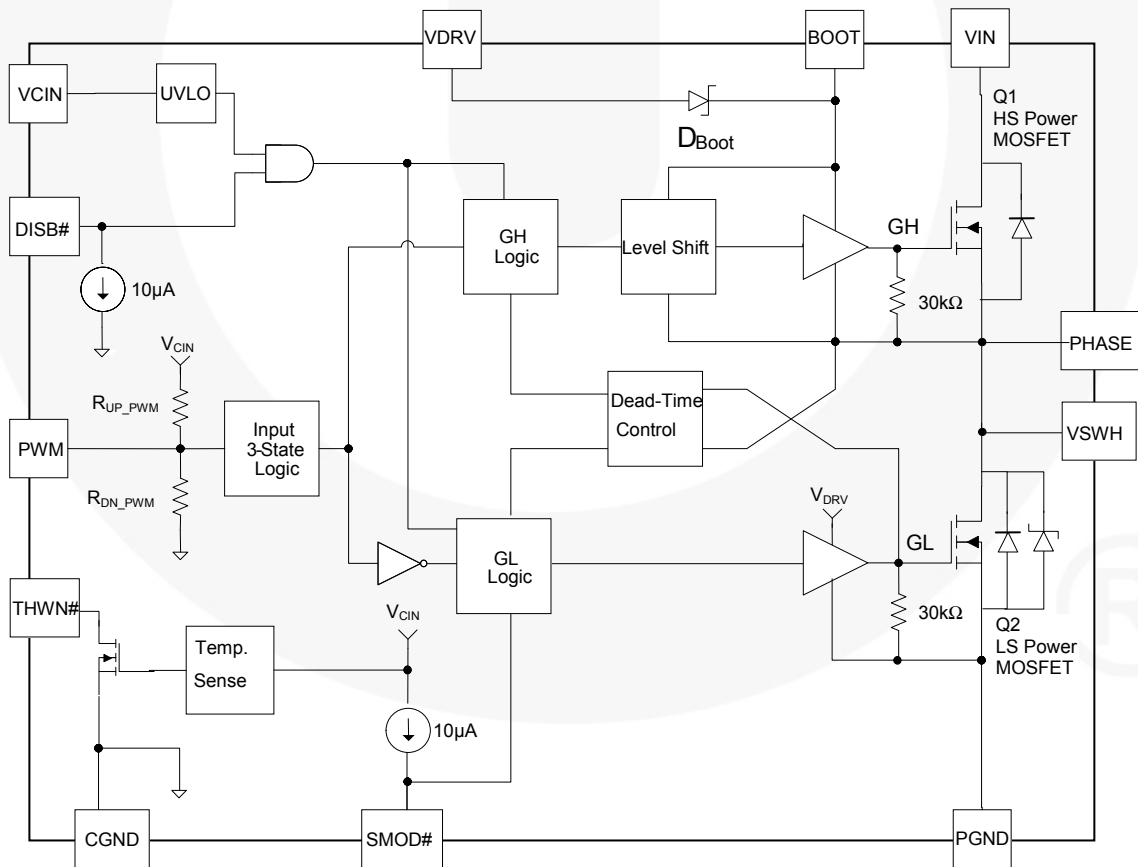 VDRV
BOOT
VIN
VCIN
UVLO
Q1
HS Power
MOSFET
DBoot
DISB#
GH
Logic
Level Shift
GH
10µA
30kΩ
VCIN
PHASE
RUP_PWM
Dead-Time
Control
Input
3-State
Logic
PWM
VSWH
RDN_PWM
VDRV
GL
Logic
GL
THWN#
VCIN
30kΩ
Temp.
Sense
Q2
LS Power
MOSFET
10µA
CGND
SMOD#
PGND
®